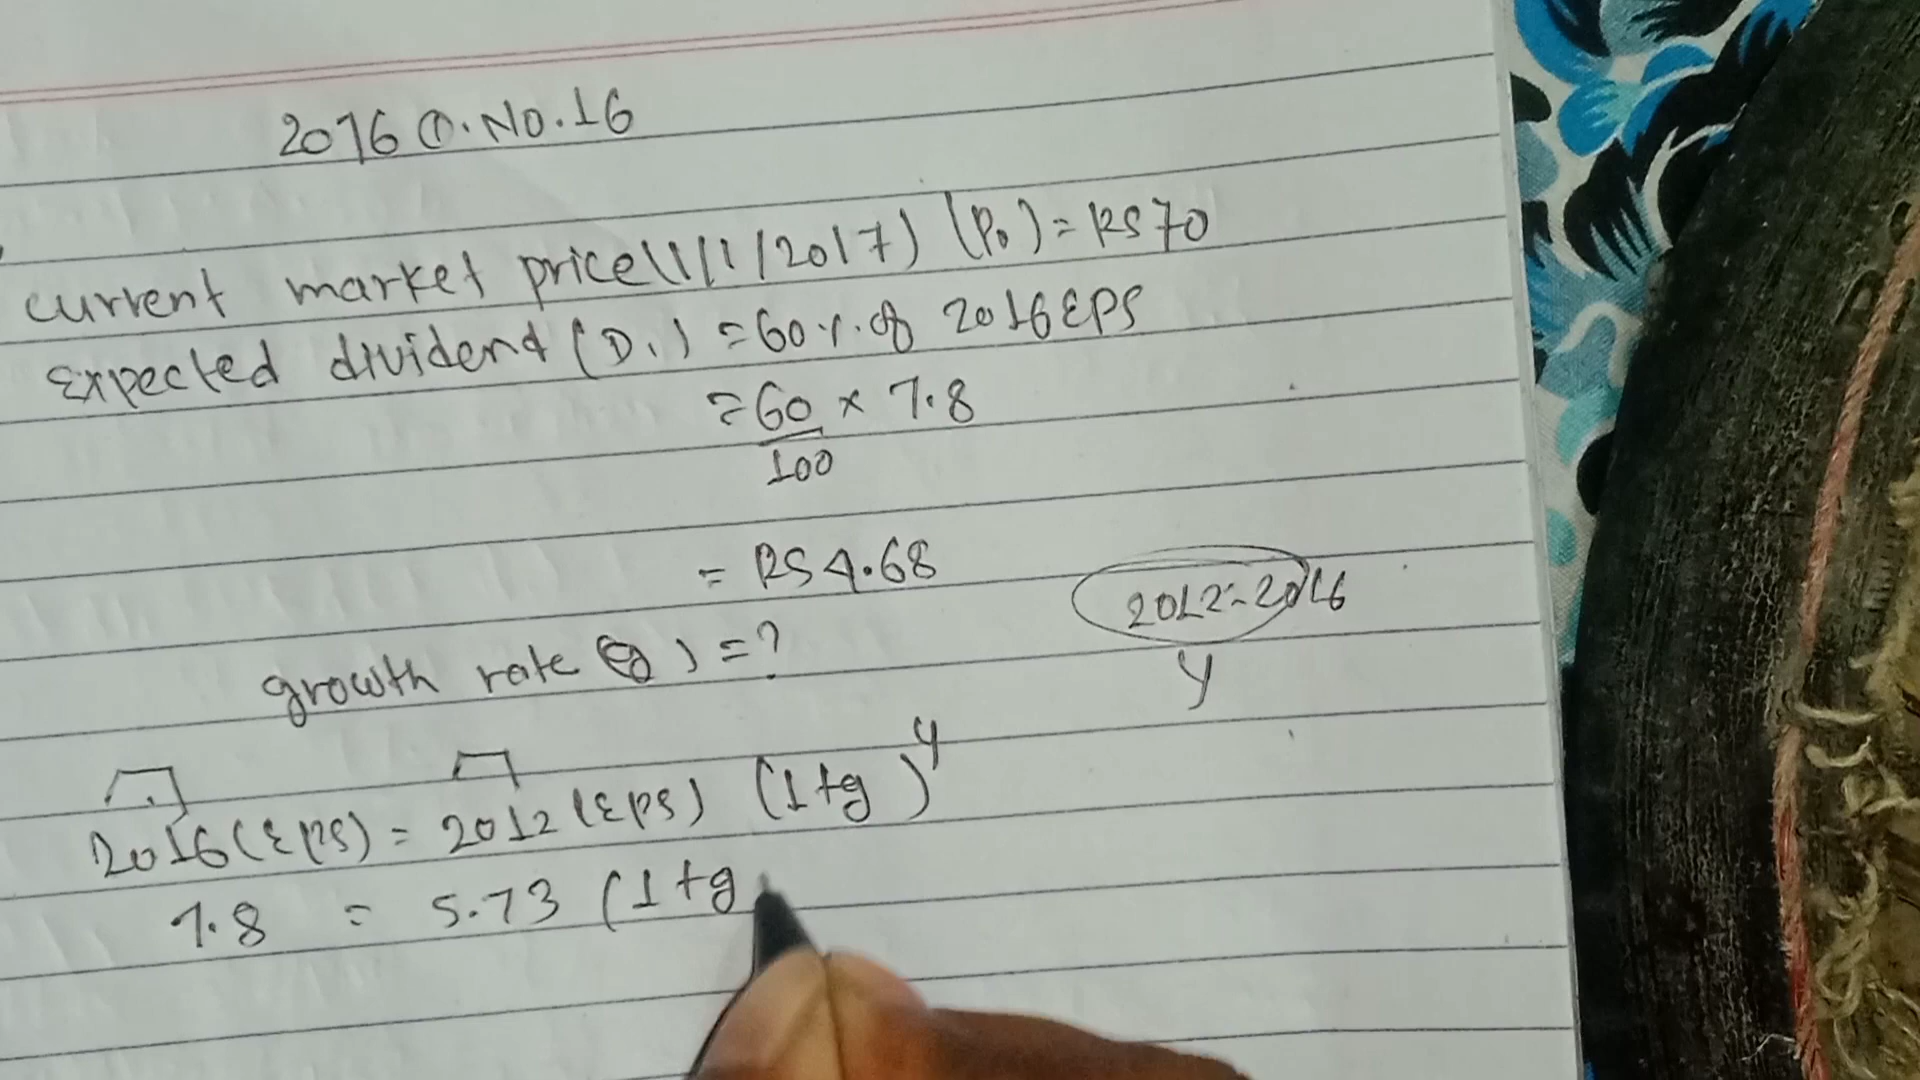 2076 Q.No.16
current market price(1/1/2017) (P₀) = RS 70
Expected dividend (D₁) = 60% of 2016 EPS
= 60/100 × 7.8
= RS 4.68
2012-2016
4
growth rate (g) = ?
2016 (EPS) = 2012 (EPS) (1+g)⁴
7.8 = 5.73 (1+g